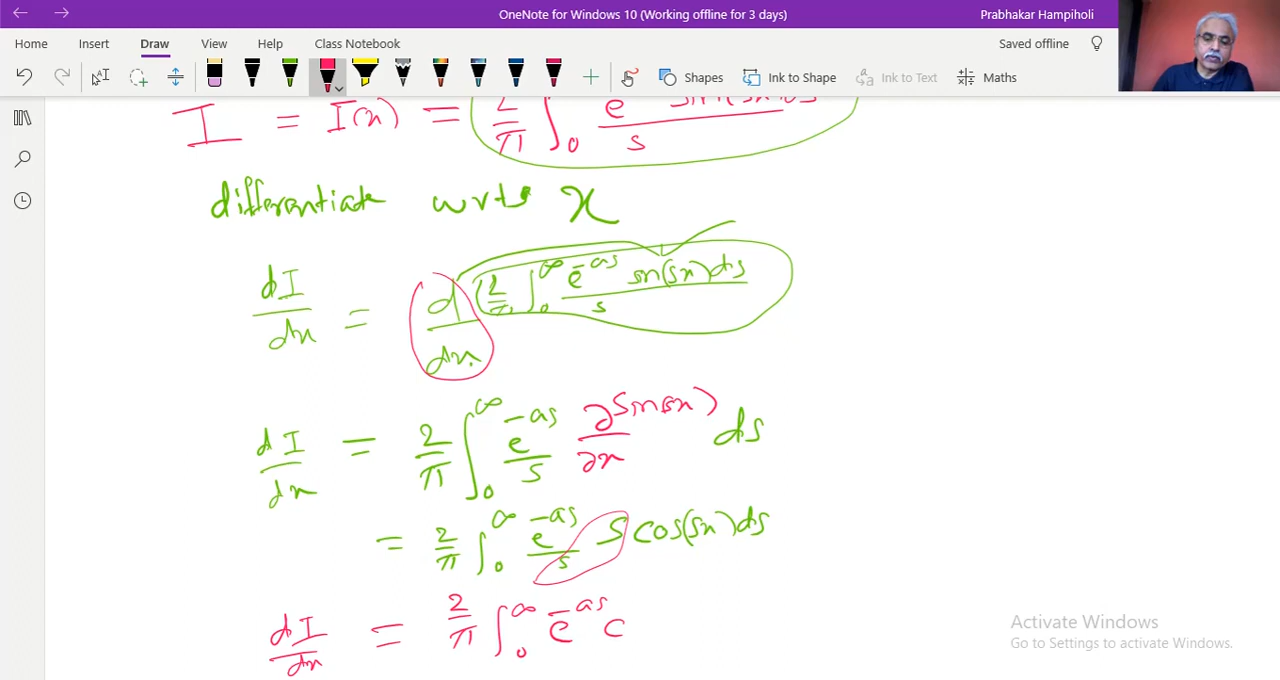 OneNote for Windows 10 (Working offline for 3 days)
Prabhakar Hampiholi
Home Insert Draw View Help Class Notebook
Saved offline
Shapes Ink to Shape Ink to Text Maths
I = I(x) = 2/π ∫₀ e sin(sx)ds / s
differentiate wrto x
dI/dx = d/dx (2/π ∫₀^∞ e^-as/s sin(sx)ds
dI/dx = 2/π ∫₀^∞ e^-as/s ∂/∂x sin(sx) ds
= 2/π ∫₀^∞ e^-as/s s cos(sx)ds
dI/dx = 2/π ∫₀^∞ e^-as c
Activate Windows
Go to Settings to activate Windows.